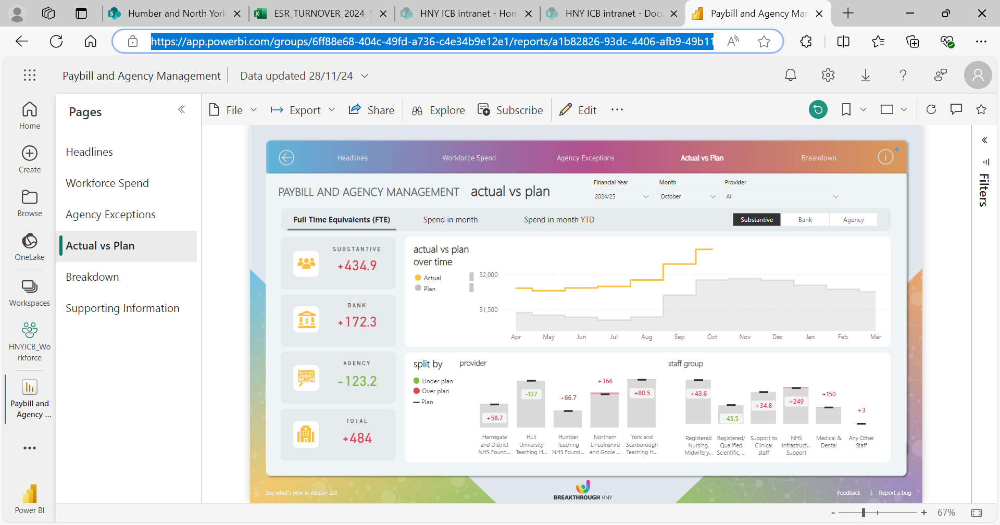 Humber and North York
ESR_TURNOVER_2024_1
HNY ICB intranet - Hom
HNY ICB intranet - Docu
Paybill and Agency Man
https://app.powerbi.com/groups/6ff88e68-404c-49fd-a736-c4e34b9e12e1/reports/a1b82826-93dc-4406-afb9-49b11
Paybill and Agency Management
Data updated 28/11/24
Home
Create
Browse
OneLake
Workspaces
HNYICB_Wo
rkforce
Paybill and
Agency ...
Power BI
Pages
Headlines
Workforce Spend
Agency Exceptions
Actual vs Plan
Breakdown
Supporting Information
File
Export
Share
Explore
Subscribe
Edit
Filters
Headlines
Workforce Spend
Agency Exceptions
Actual vs Plan
Breakdown
PAYBILL AND AGENCY MANAGEMENT actual vs plan
Financial Year
2024/25
Month
October
Provider
All
Full Time Equivalents (FTE)
Spend in month
Spend in month YTD
Substantive
Bank
Agency
SUBSTANTIVE
+434.9
BANK
+172.3
AGENCY
-123.2
TOTAL
+484
actual vs plan
over time
Actual
Plan
32,000
31,500
Apr May Jun Jul Aug Sep Oct Nov Dec Jan Feb Mar
split by
Under plan
Over plan
Plan
provider
+58.7
-137
+66.7
+366
+80.5
Harrogate
and District
NHS Found...
Hull
University
Teaching H...
Humber
Teaching
NHS Found...
Northern
Lincolnshire
and Goole ...
York and
Scarborough
Teaching H...
staff group
+43.6
-45.5
+34.8
+249
+150
+3
Registered
Nursing,
Midwifery...
Registered/
Qualified
Scientific, ...
Support to
Clinical
staff
NHS
Infrastruct...
Support
Medical &
Dental
Any Other
Staff
See what's new in version 2.0
BREAKTHROUGH HNY
Feedback | Report a bug
- + 67%